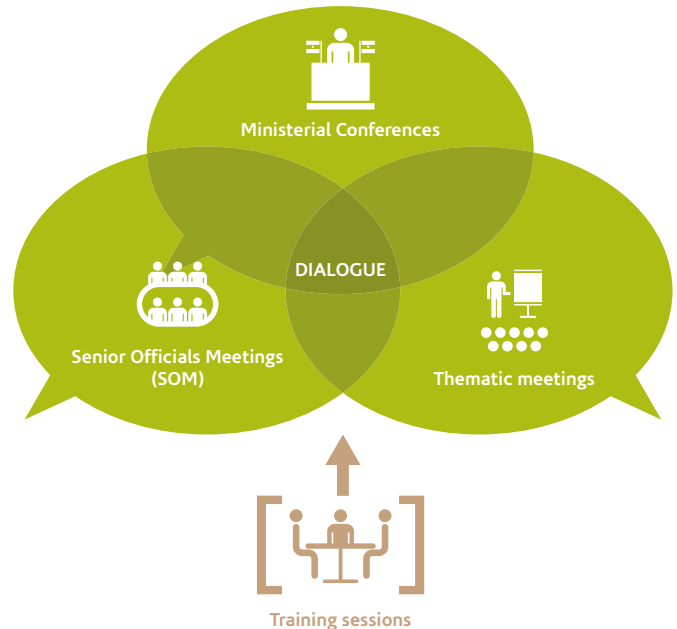 Ministerial Conferences
DIALOGUE
Senior Officials Meetings
(SOM)
Thematic meetings
Training sessions